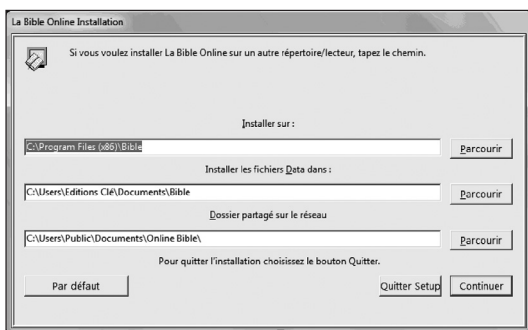 La Bible Online Installation
Si vous voulez installer La Bible Online sur un autre répertoire/lecteur, tapez le chemin.
Installer sur :
C:\Program Files (x86)\Bible
Parcourir
Installer les fichiers Data dans :
C:\Users\Editions Clé\Documents\Bible
Parcourir
Dossier partagé sur le réseau
C:\Users\Public\Documents\Online Bible\
Parcourir
Pour quitter l'installation choisissez le bouton Quitter.
Par défaut
Quitter Setup
Continuer